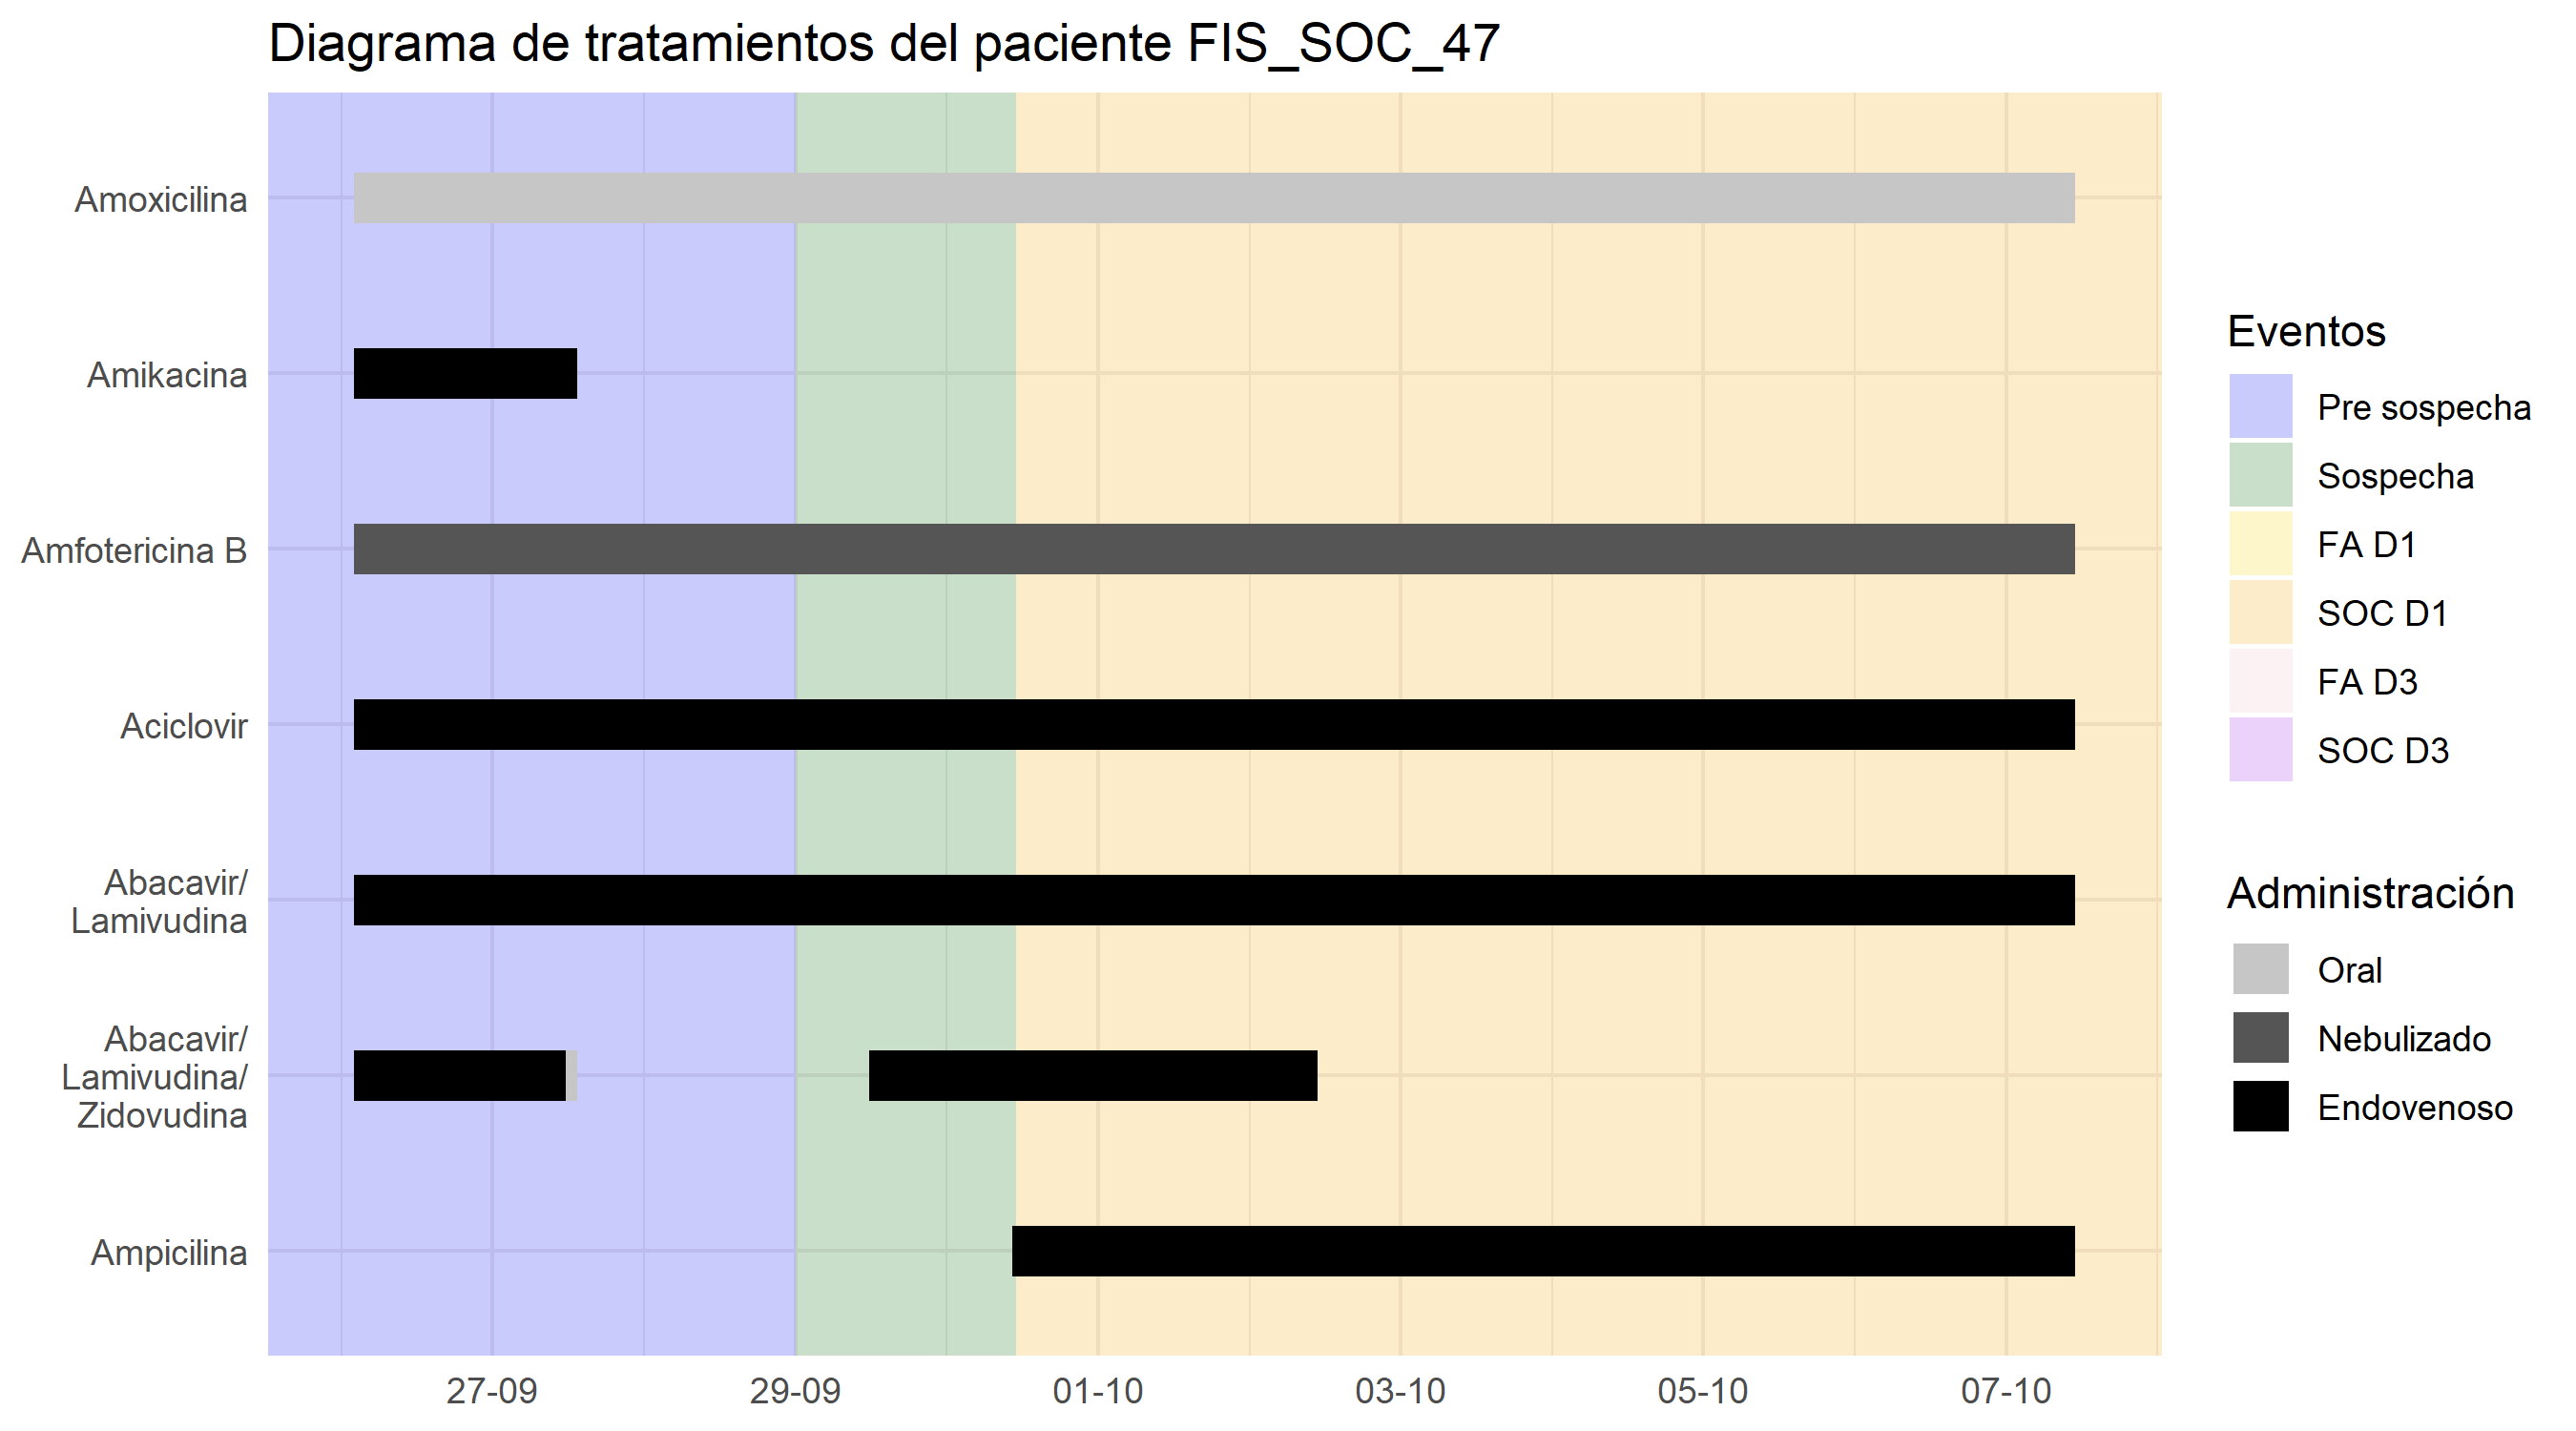 Diagrama de tratamientos del paciente FIS_SOC_47
Amoxicilina
Amikacina
Amfotericina B
Aciclovir
Abacavir/
Lamivudina
Abacavir/
Lamivudina/
Zidovudina
Ampicilina
27-09
29-09
01-10
03-10
05-10
07-10
Eventos
Pre sospecha
Sospecha
FA D1
SOC D1
FA D3
SOC D3
Administración
Oral
Nebulizado
Endovenoso